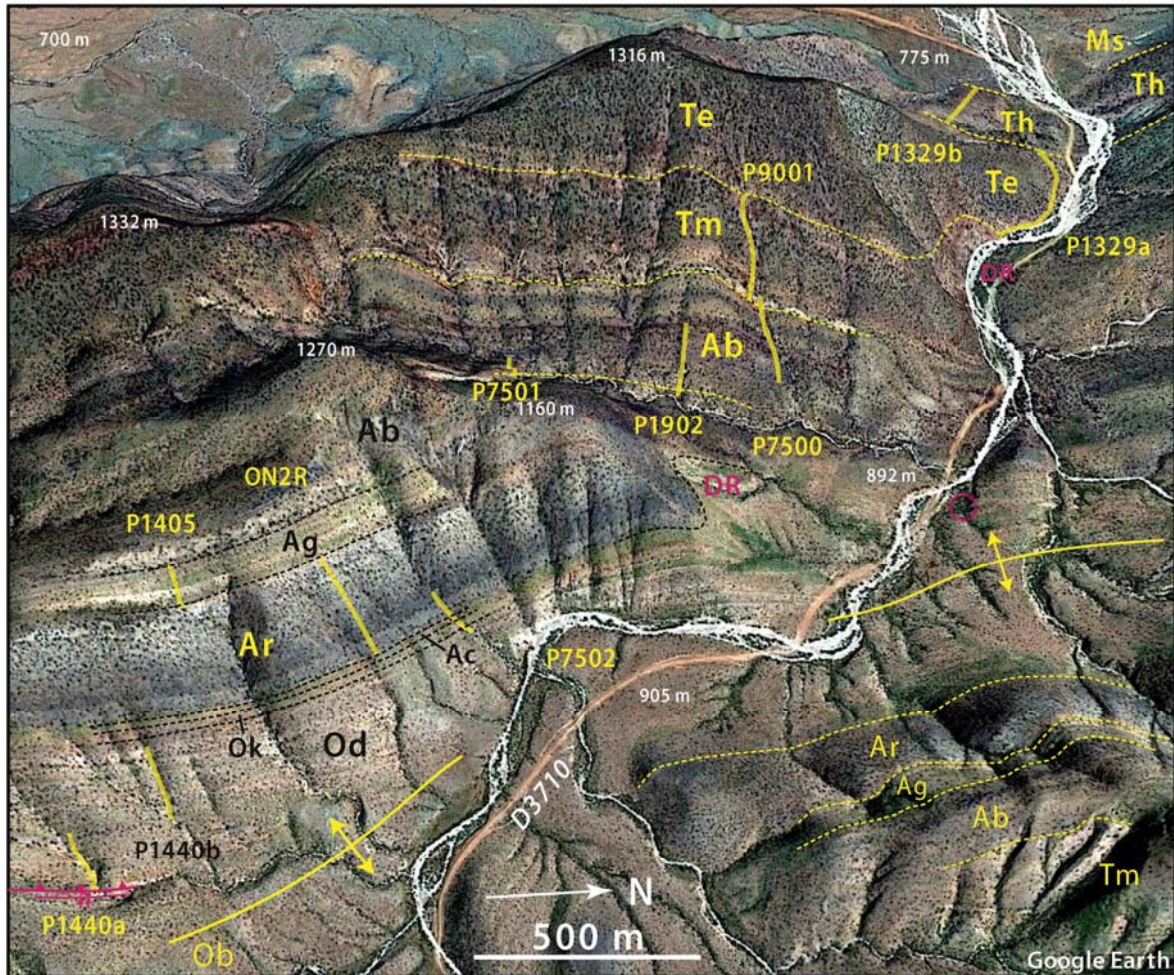 700 m
1316 m
775 m
Ms
Th
Te
Th
P1329b
P9001
Te
1332 m
Tm
P1329a
DR
1270 m
Ab
P7501
1160 m
P1902
P7500
Ab
ON2R
DR
892 m
P1405
Ag
Ar
Ac
P7502
905 m
Ok
Od
Ar
Ag
D3710
Ab
P1440b
N
Tm
P1440a
500 m
Ob
Google Earth